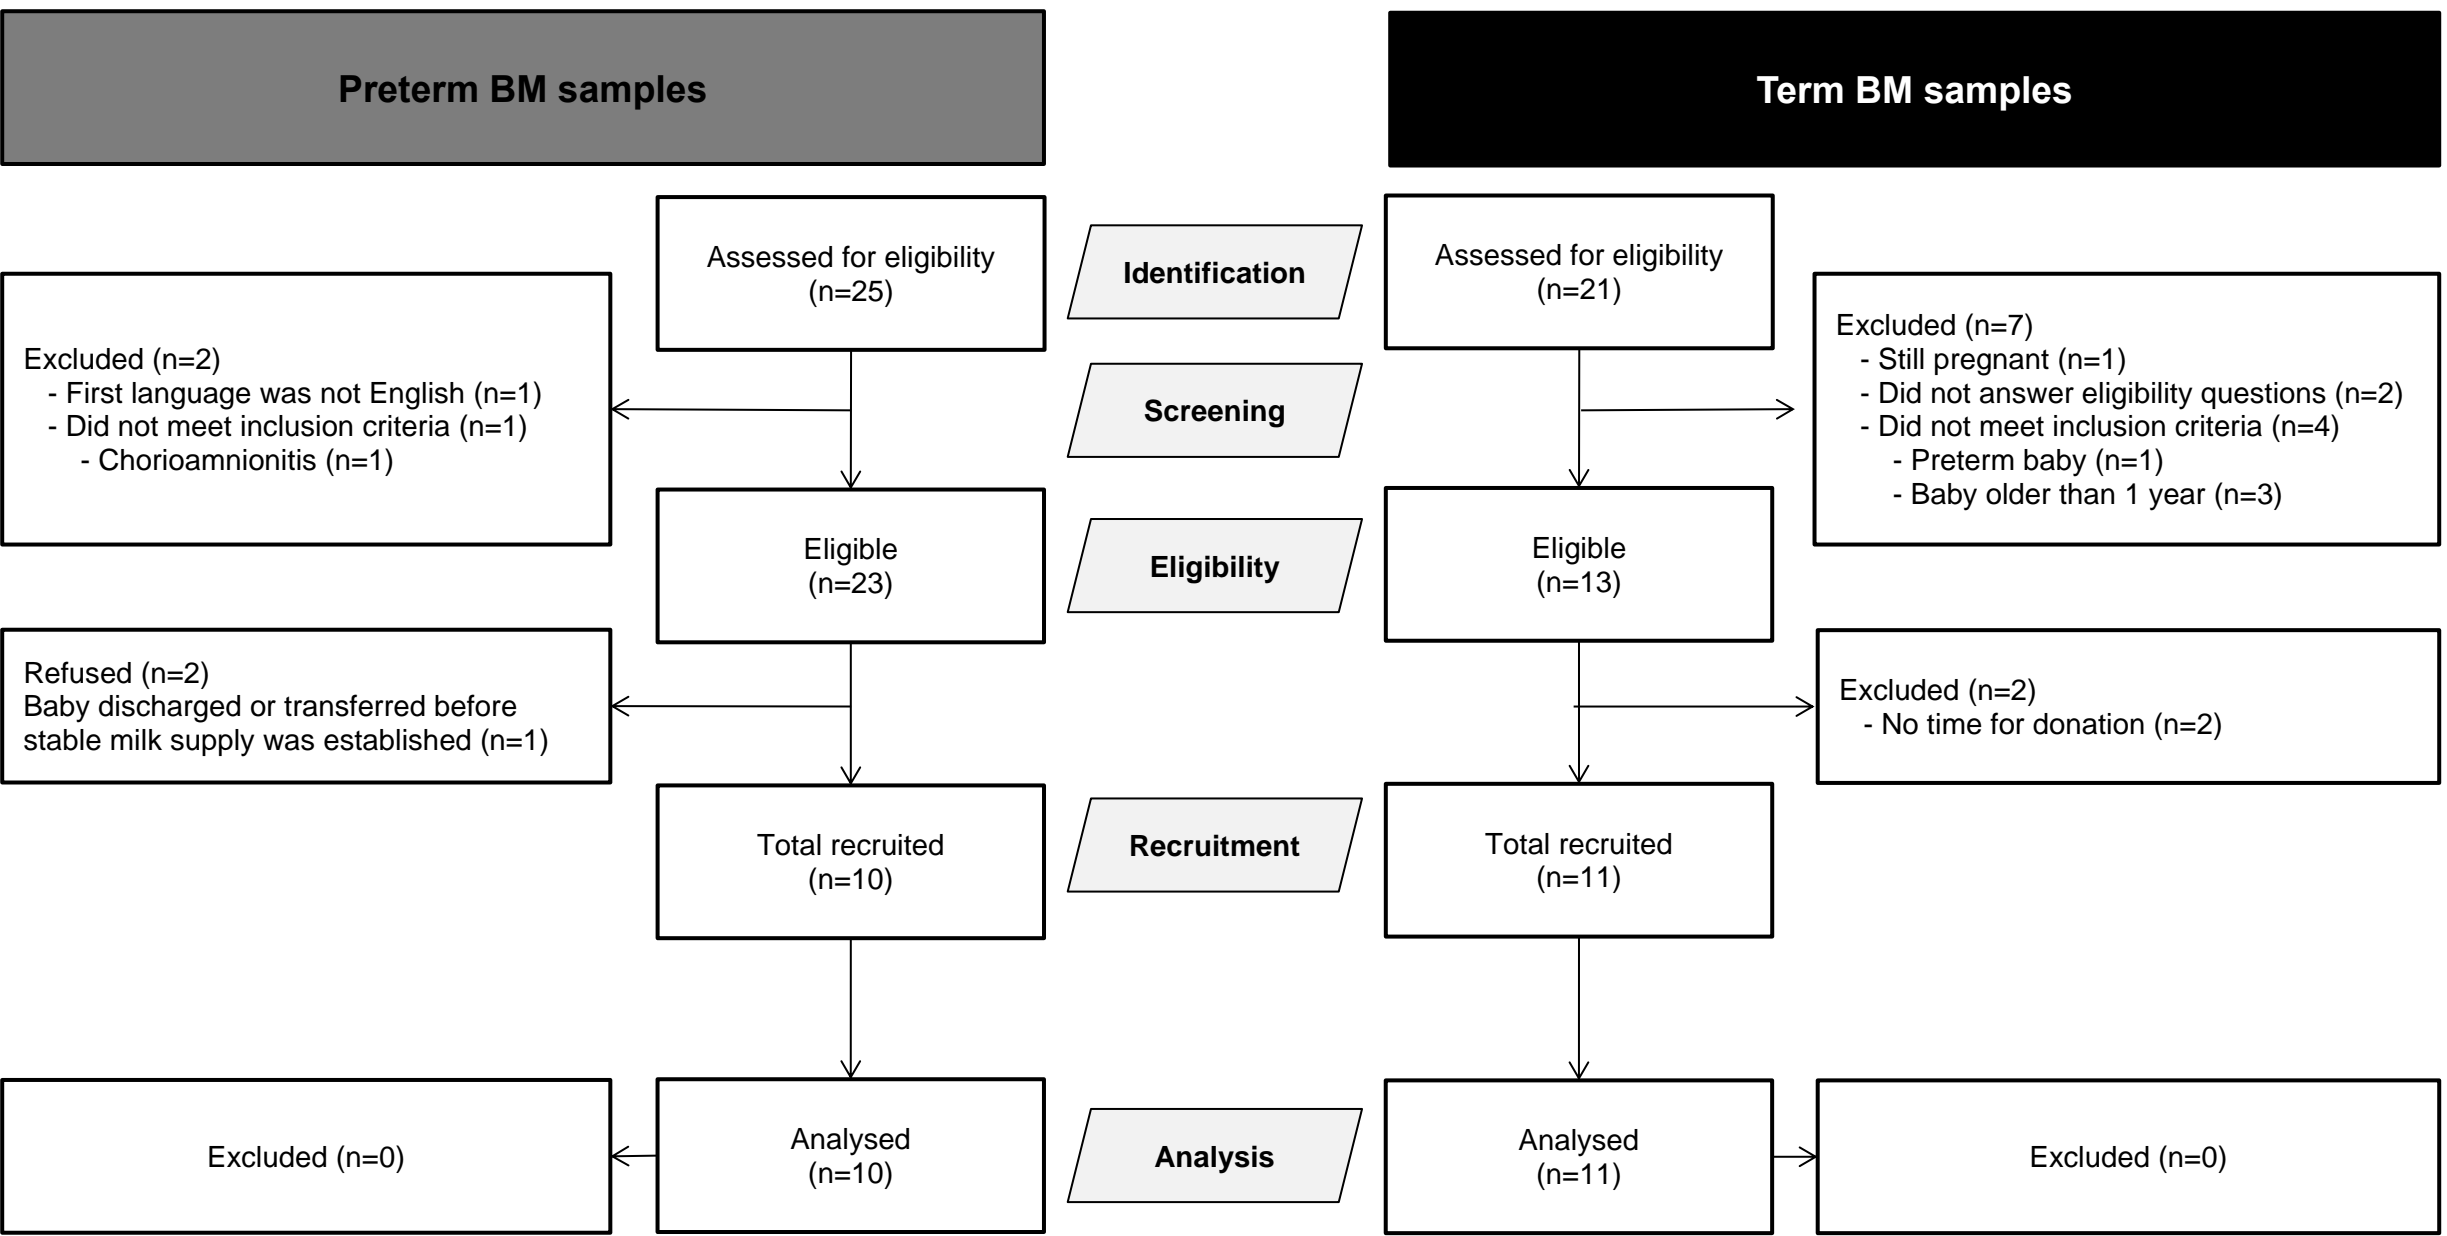 Preterm BM samples
Term BM samples
Assessed for eligibility
(n=25)
Identification
Assessed for eligibility
(n=21)
Excluded (n=2)
- First language was not English (n=1)
- Did not meet inclusion criteria (n=1)
- Chorioamnionitis (n=1)
Screening
Excluded (n=7)
- Still pregnant (n=1)
- Did not answer eligibility questions (n=2)
- Did not meet inclusion criteria (n=4)
- Preterm baby (n=1)
- Baby older than 1 year (n=3)
Eligible
(n=23)
Eligibility
Eligible
(n=13)
Refused (n=2)
Baby discharged or transferred before
stable milk supply was established (n=1)
Excluded (n=2)
- No time for donation (n=2)
Total recruited
(n=10)
Recruitment
Total recruited
(n=11)
Excluded (n=0)
Analysed
(n=10)
Analysis
Analysed
(n=11)
Excluded (n=0)